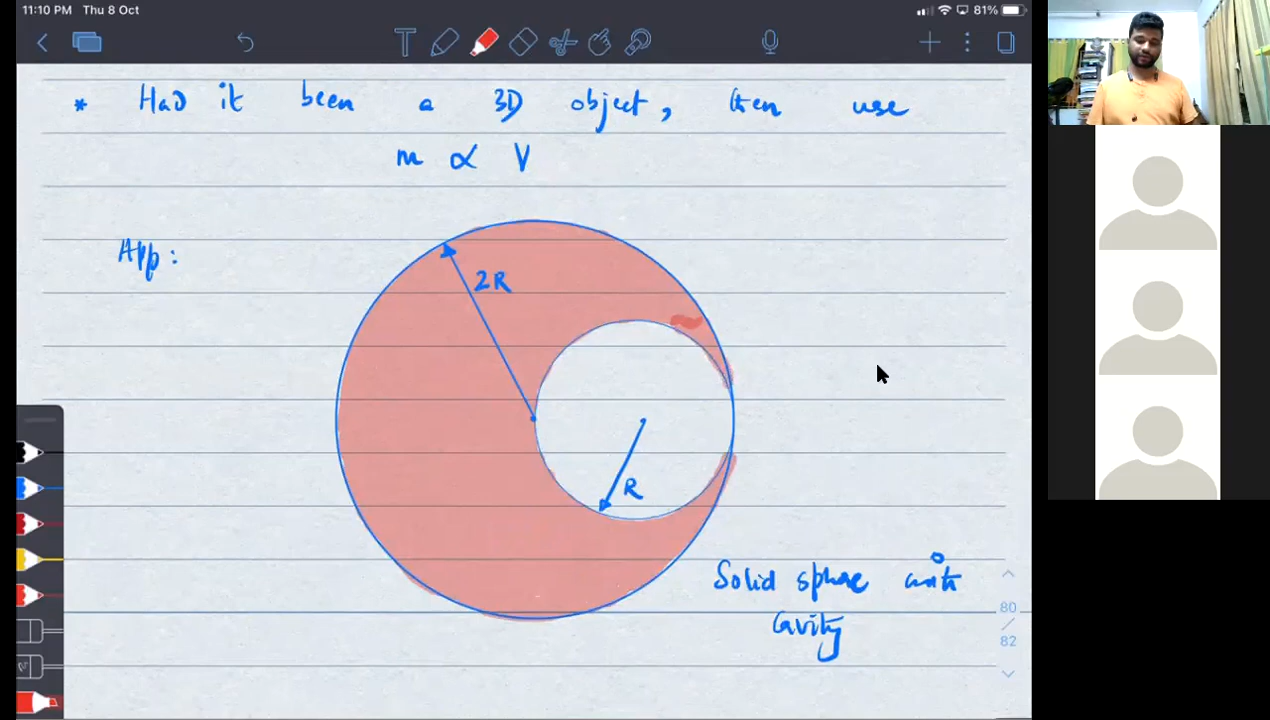 11:10 PM Thu 8 Oct
81%
* Had it been a 3D object, then use
m ∝ V
App:
2R
R
Solid sphere with
cavity
80
/
82